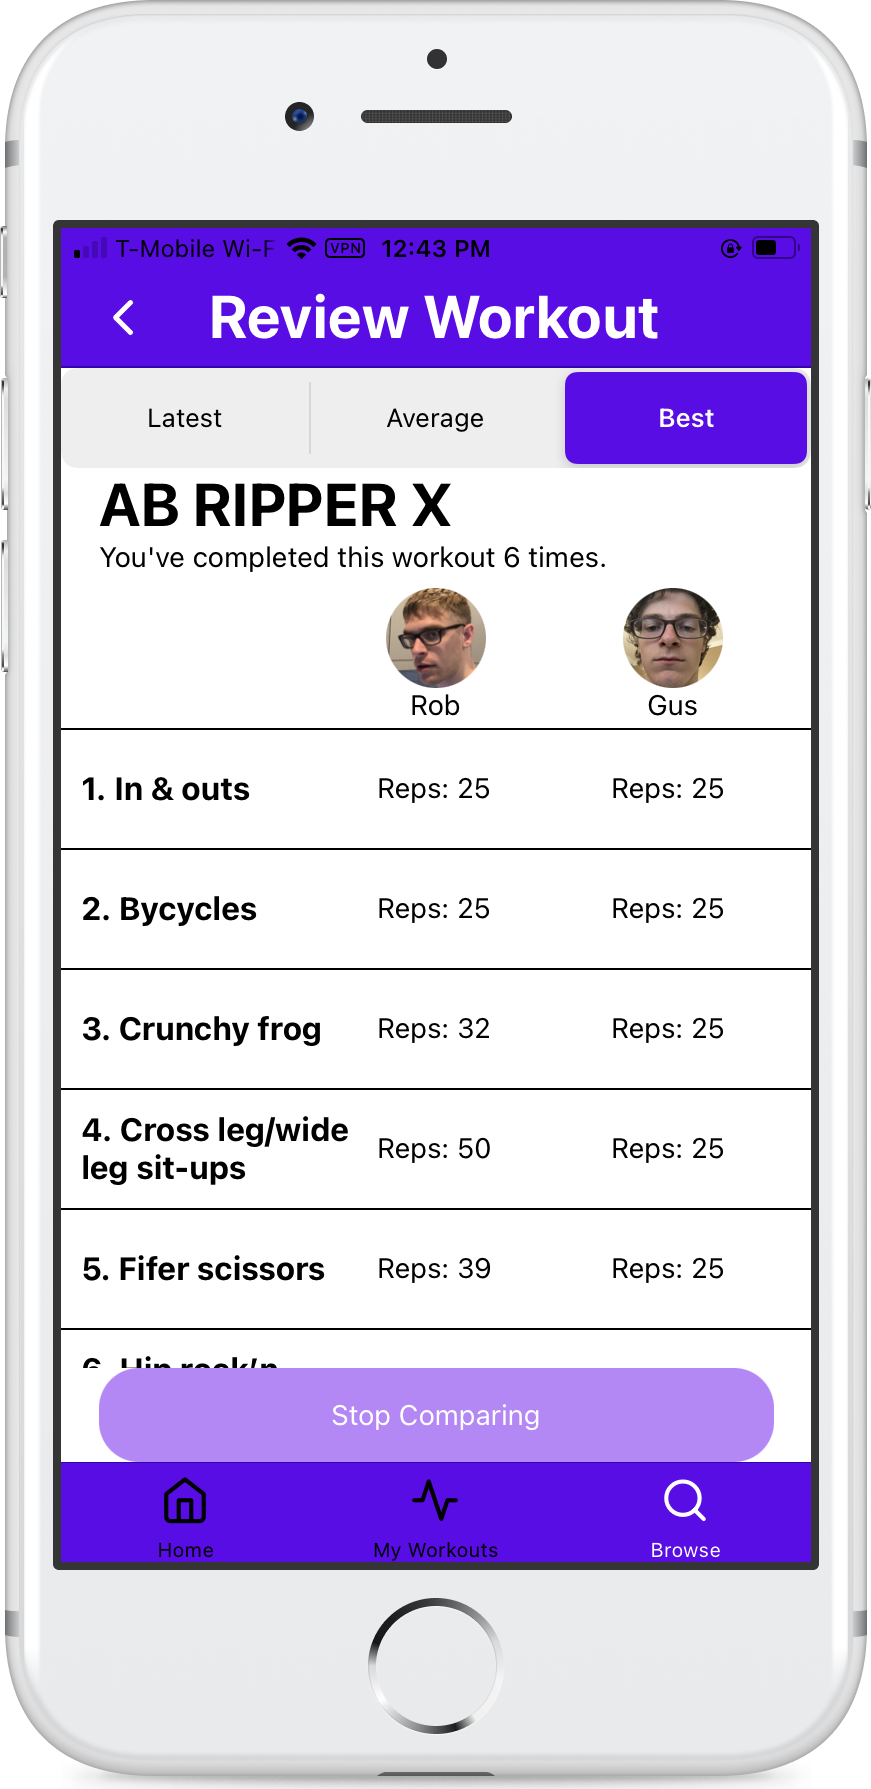 T-Mobile Wi-F VPN 12:43 PM
Review Workout
Latest Average Best
AB RIPPER X
You've completed this workout 6 times.
Rob Gus
1. In & outs Reps: 25 Reps: 25
2. Bycycles Reps: 25 Reps: 25
3. Crunchy frog Reps: 32 Reps: 25
4. Cross leg/wide
leg sit-ups Reps: 50 Reps: 25
5. Fifer scissors Reps: 39 Reps: 25
6. Hip rock'n
Stop Comparing
Home My Workouts Browse